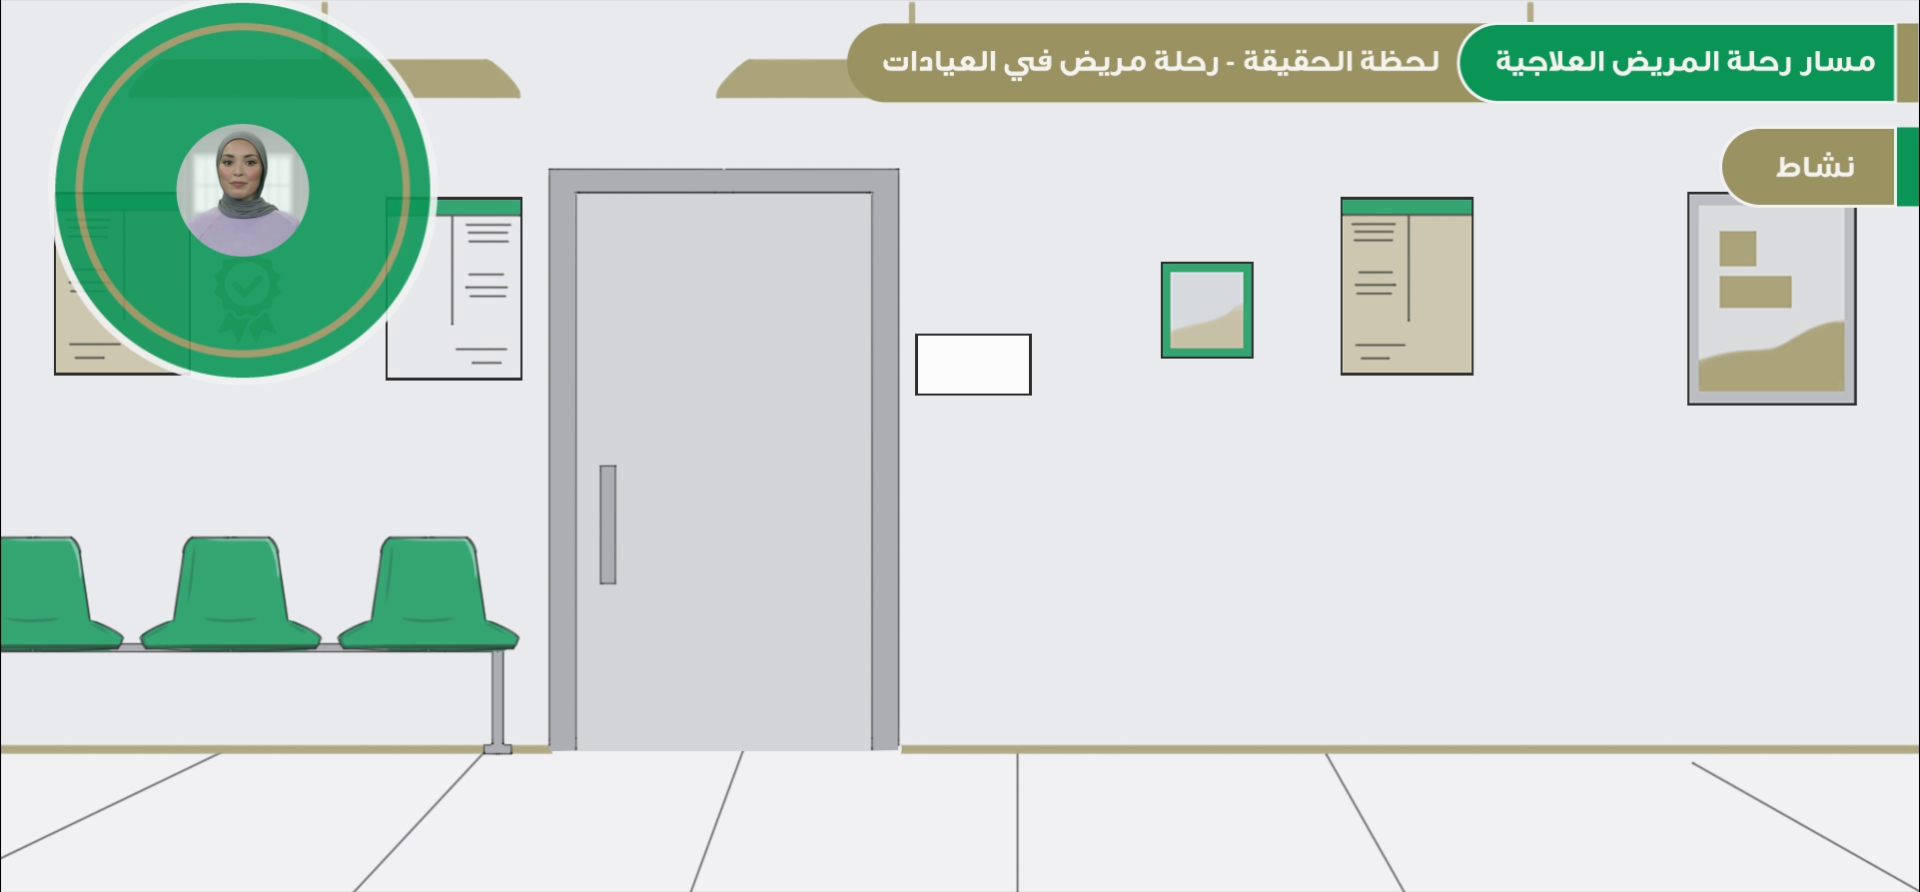 مسار رحلة المريض العلاجية
لحظة الحقيقة - رحلة مريض في العيادات
نشاط